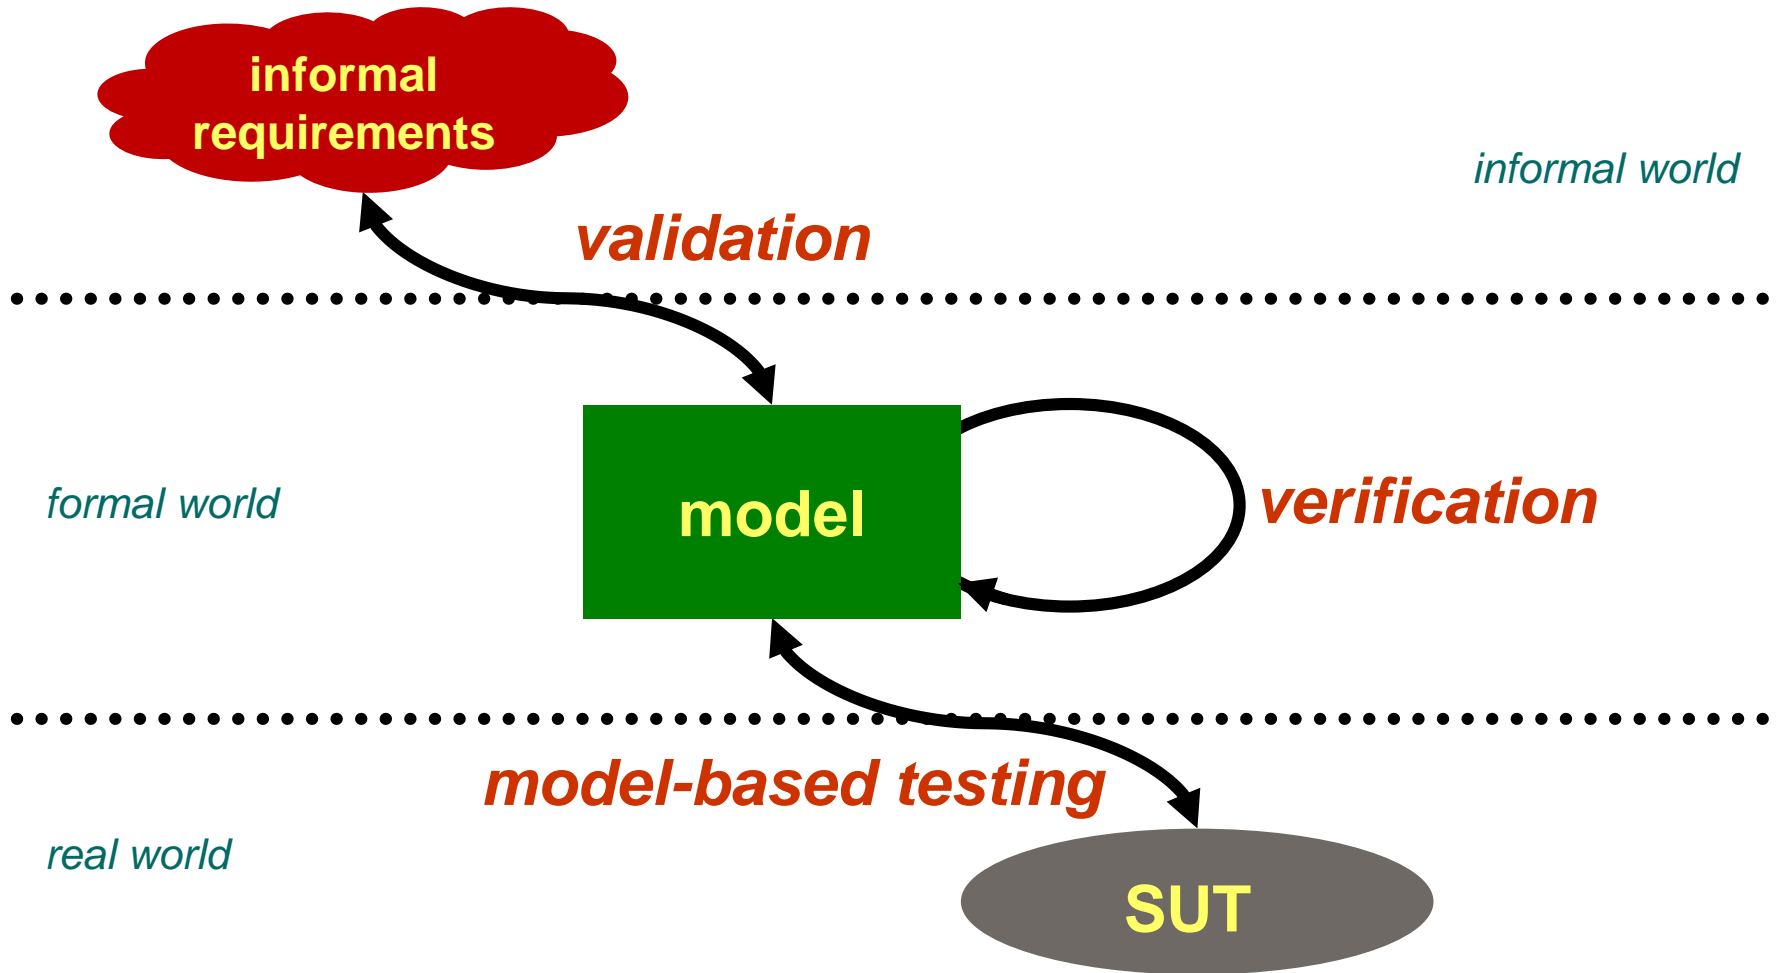 informal
requirements
informal world
validation
formal world
model
verification
model-based testing
real world
SUT